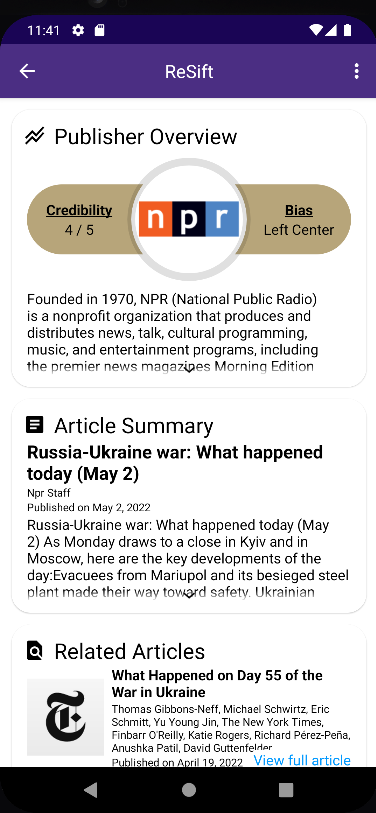 11:41
ReSift
Publisher Overview
Credibility
4 / 5
npr
Bias
Left Center
Founded in 1970, NPR (National Public Radio)
is a nonprofit organization that produces and
distributes news, talk, cultural programming,
music, and entertainment programs, including
the premier news magazines Morning Edition
Article Summary
Russia-Ukraine war: What happened
today (May 2)
Npr Staff
Published on May 2, 2022
Russia-Ukraine war: What happened today (May
2) As Monday draws to a close in Kyiv and in
Moscow, here are the key developments of the
day:Evacuees from Mariupol and its besieged steel
plant made their way toward safety. Ukrainian
Related Articles
What Happened on Day 55 of the
War in Ukraine
Thomas Gibbons-Neff, Michael Schwirtz, Eric
Schmitt, Yu Young Jin, The New York Times,
Finbarr O'Reilly, Katie Rogers, Richard Pérez-Peña,
Anushka Patil, David Guttenfelder
Published on April 19, 2022
View full article